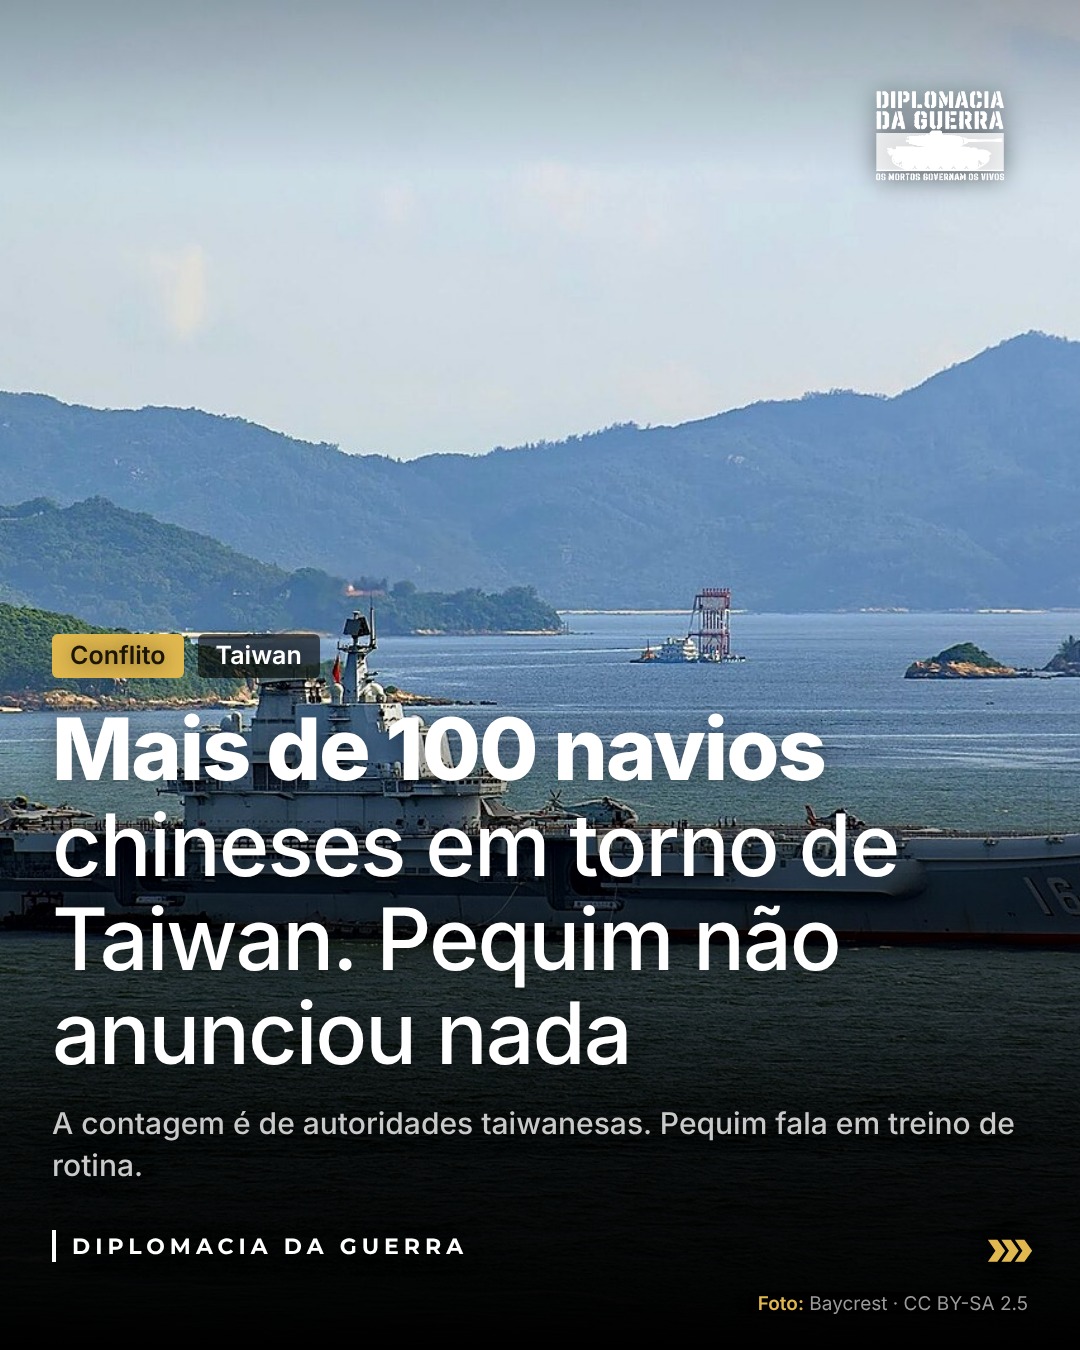 DIPLOMACIA
DA GUERRA
OS MORTOS GOVERNAM OS VIVOS
Conflito
Taiwan
Mais de 100 navios
chineses em torno de
Taiwan. Pequim não
anunciou nada
16
A contagem é de autoridades taiwanesas. Pequim fala em treino de
rotina.
DIPLOMACIA DA GUERRA
Foto: Baycrest · CC BY-SA 2.5